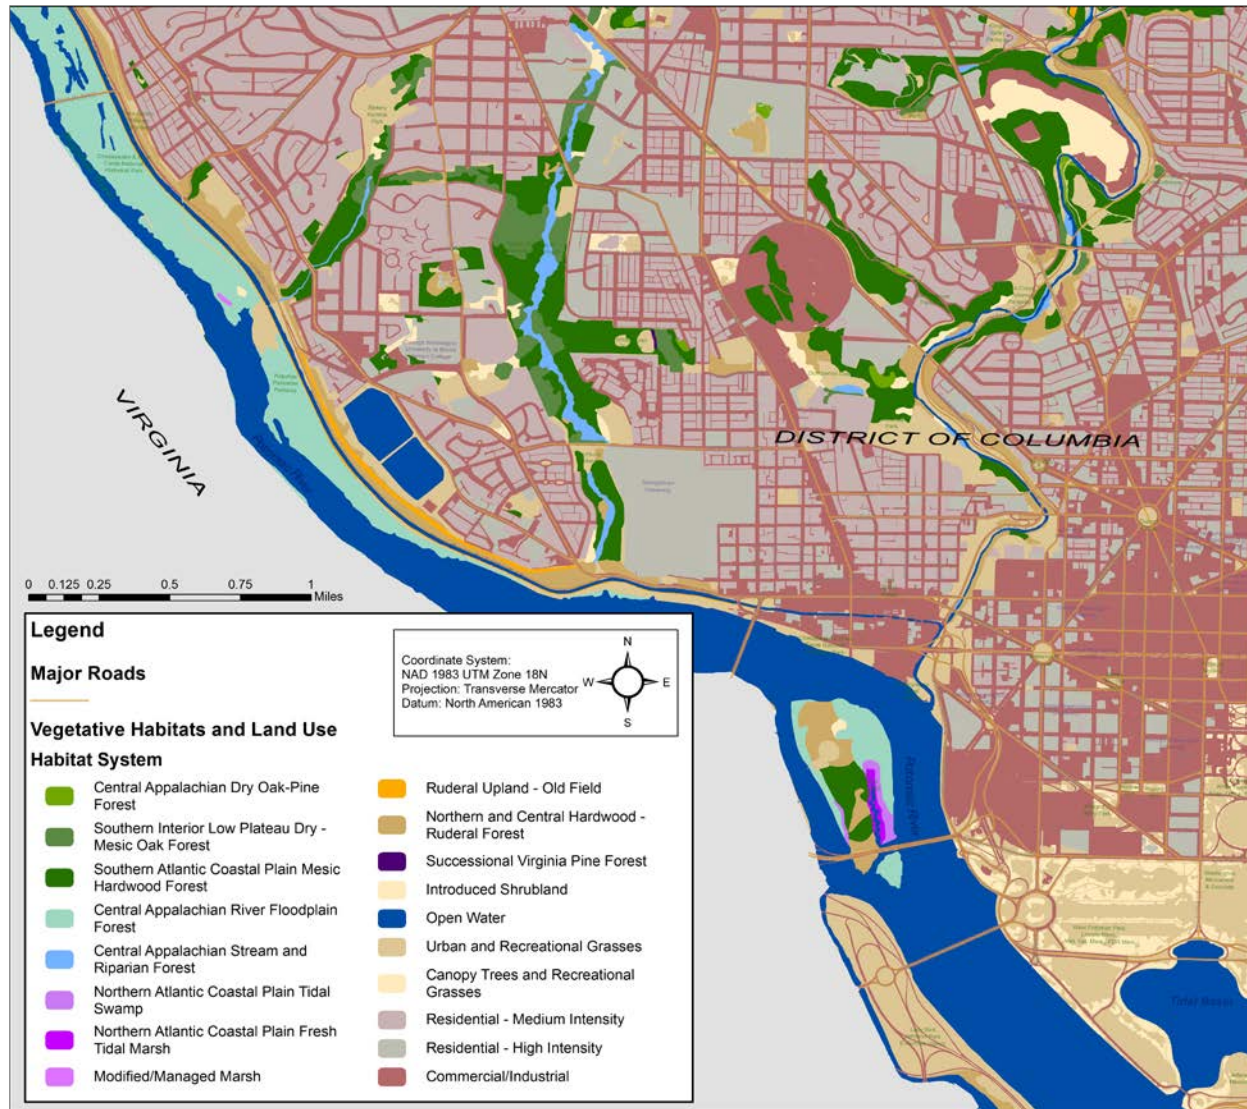 VIRGINIA
DISTRICT OF COLUMBIA
Potomac River
0 0.125 0.25 0.5 0.75 1
Miles
Legend
Major Roads
Vegetative Habitats and Land Use
Habitat System
Central Appalachian Dry Oak-Pine
Forest
Southern Interior Low Plateau Dry -
Mesic Oak Forest
Southern Atlantic Coastal Plain Mesic
Hardwood Forest
Central Appalachian River Floodplain
Forest
Central Appalachian Stream and
Riparian Forest
Northern Atlantic Coastal Plain Tidal
Swamp
Northern Atlantic Coastal Plain Fresh
Tidal Marsh
Modified/Managed Marsh
Coordinate System:
NAD 1983 UTM Zone 18N
Projection: Transverse Mercator
Datum: North American 1983
N
W E
S
Ruderal Upland - Old Field
Northern and Central Hardwood -
Ruderal Forest
Successional Virginia Pine Forest
Introduced Shrubland
Open Water
Urban and Recreational Grasses
Canopy Trees and Recreational
Grasses
Residential - Medium Intensity
Residential - High Intensity
Commercial/Industrial
Potomac River
Tidal Basin